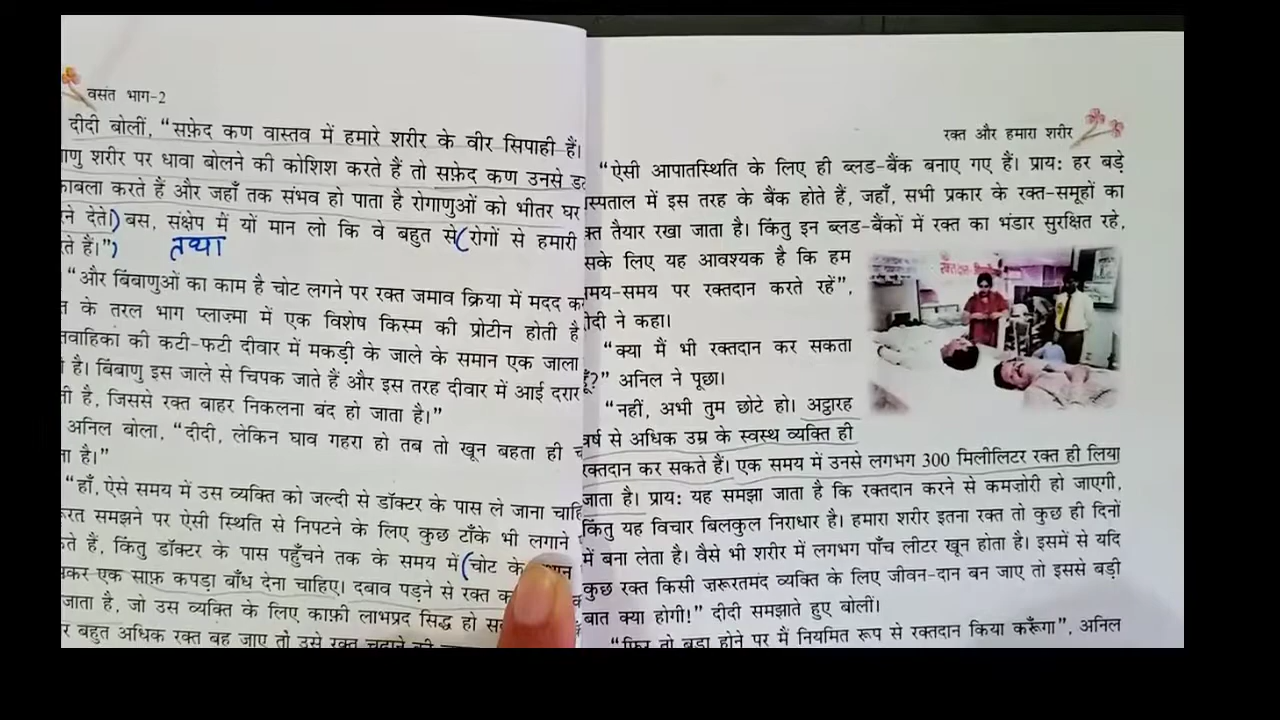 वसंत भाग-2
दीदी बोलीं, “सफ़ेद कण वास्तव में हमारे शरीर के वीर सिपाही हैं।
शरीर पर धावा बोलने की कोशिश करते हैं तो सफ़ेद कण उनसे
करते हैं और जहाँ तक संभव हो पाता है रोगाणुओं को भीतर घर
देते।) बस, संक्षेप में यों मान लो कि वे बहुत से (रोगों से हमारी
हैं।”)
तथा
“और बिंबाणुओं का काम है चोट लगने पर रक्त जमाव क्रिया में मदद
के तरल भाग प्लाज़्मा में एक विशेष किस्म की प्रोटीन होती है
की कटी-फटी दीवार में मकड़ी के जाले के समान एक जाला
है। बिंबाणु इस जाले से चिपक जाते हैं और इस तरह दीवार में आई दरार
है, जिससे रक्त बाहर निकलना बंद हो जाता है।”
अनिल बोला, “दीदी, लेकिन घाव गहरा हो तब तो खून बहता ही
है।”
“हाँ, ऐसे समय में उस व्यक्ति को जल्दी से डॉक्टर के पास ले जाना
समझने पर ऐसी स्थिति से निपटने के लिए कुछ टाँके भी लगाने
हैं, किंतु डॉक्टर के पास पहुँचने तक के समय में (चोट के
एक साफ़ कपड़ा बाँध देना चाहिए। दबाव पड़ने से रक्त
जाता है, जो उस व्यक्ति के लिए काफ़ी लाभप्रद सिद्ध हो
बहुत अधिक रक्त बह जाए तो उसे रक्त चढ़ाने की
रक्त और हमारा शरीर
“ऐसी आपातस्थिति के लिए ही ब्लड-बैंक बनाए गए हैं। प्राय: हर बड़े
में इस तरह के बैंक होते हैं, जहाँ, सभी प्रकार के रक्त-समूहों का
तैयार रखा जाता है। किंतु इन ब्लड-बैंकों में रक्त का भंडार सुरक्षित रहे,
के लिए यह आवश्यक है कि हम
समय-समय पर रक्तदान करते रहें”,
दीदी ने कहा।
“क्या मैं भी रक्तदान कर सकता
हूँ?” अनिल ने पूछा।
“नहीं, अभी तुम छोटे हो। अट्ठारह
वर्ष से अधिक उम्र के स्वस्थ व्यक्ति ही
रक्तदान कर सकते हैं। एक समय में उनसे लगभग 300 मिलीलिटर रक्त ही लिया
जाता है। प्राय: यह समझा जाता है कि रक्तदान करने से कमज़ोरी हो जाएगी,
किंतु यह विचार बिलकुल निराधार है। हमारा शरीर इतना रक्त तो कुछ ही दिनों
में बना लेता है। वैसे भी शरीर में लगभग पाँच लीटर खून होता है। इसमें से यदि
कुछ रक्त किसी ज़रूरतमंद व्यक्ति के लिए जीवन-दान बन जाए तो इससे बड़ी
बात क्या होगी!” दीदी समझाते हुए बोलीं।
“फिर तो बड़ा होने पर मैं नियमित रूप से रक्तदान किया करूँगा”, अनिल